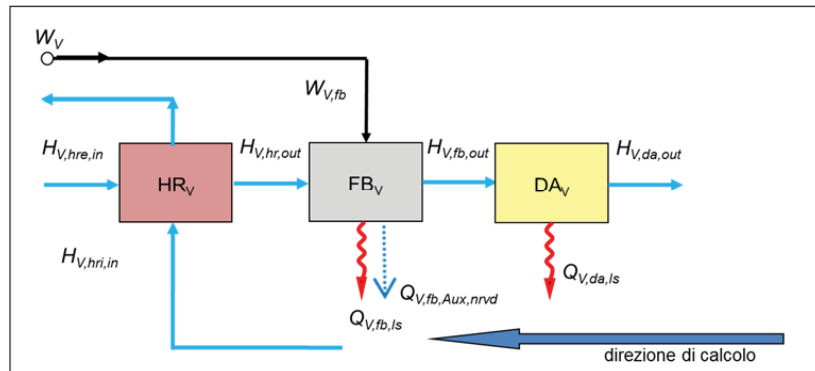 W_V
W_V,fb
H_V,hre,in
H_V,hr,out
H_V,fb,out
H_V,da,out
HR_V
FB_V
DA_V
H_V,hri,in
Q_V,da,ls
Q_V,fb,Aux,nrvd
Q_V,fb,ls
direzione di calcolo